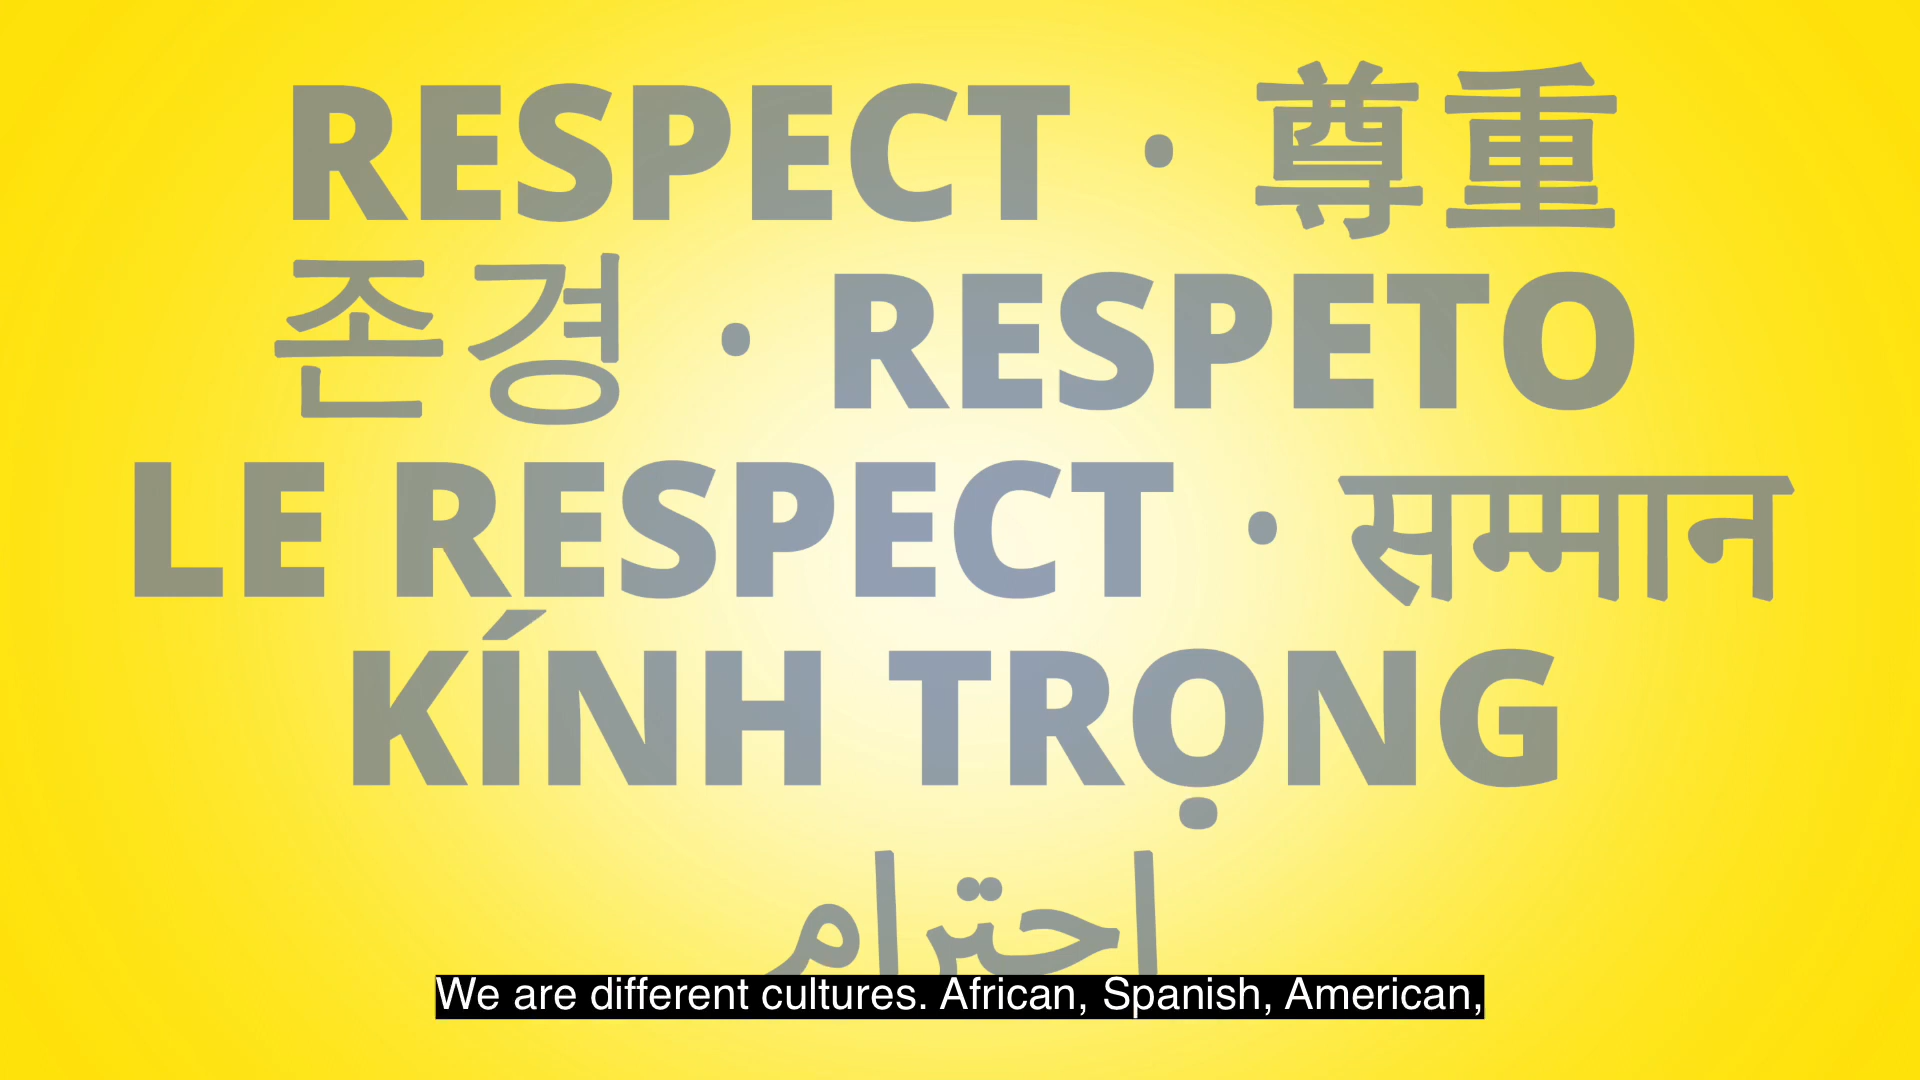 RESPECT · 尊重
존경 · RESPETO
LE RESPECT · सम्मान
KÍNH TRỌNG
احترام
We are different cultures. African, Spanish, American,